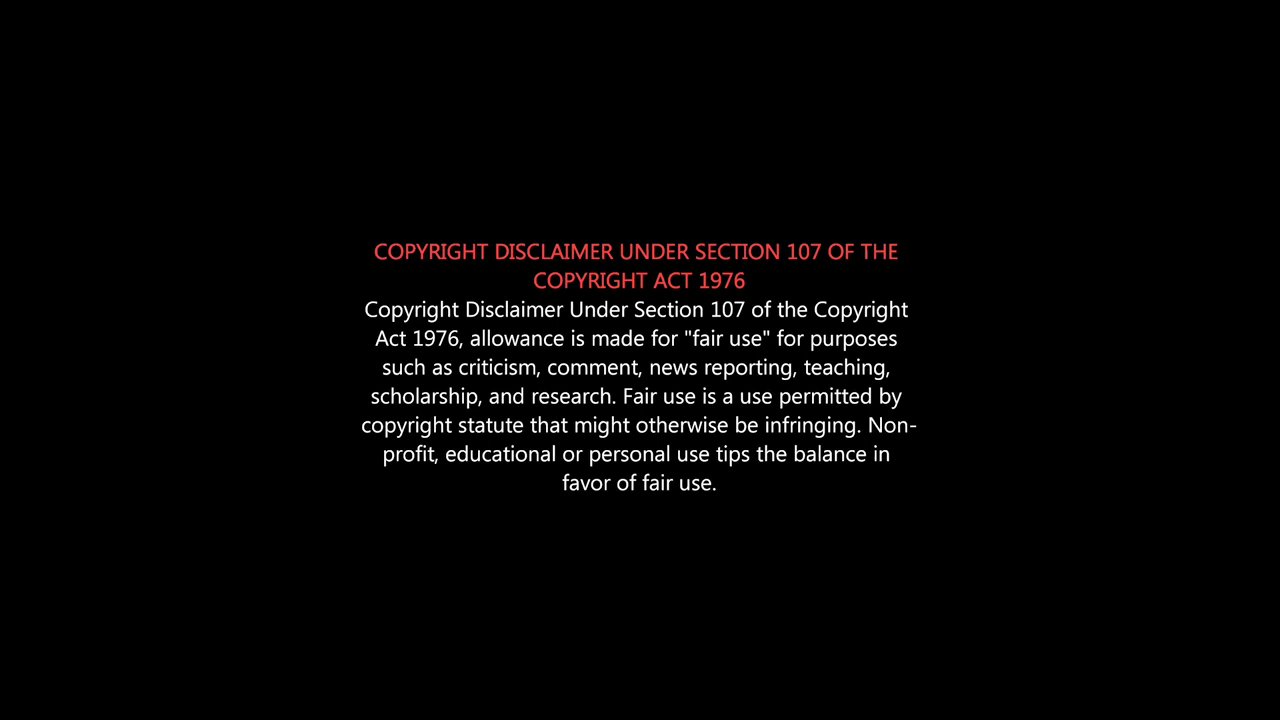 COPYRIGHT DISCLAIMER UNDER SECTION 107 OF THE
COPYRIGHT ACT 1976
Copyright Disclaimer Under Section 107 of the Copyright
Act 1976, allowance is made for "fair use" for purposes
such as criticism, comment, news reporting, teaching,
scholarship, and research. Fair use is a use permitted by
copyright statute that might otherwise be infringing. Non-
profit, educational or personal use tips the balance in
favor of fair use.